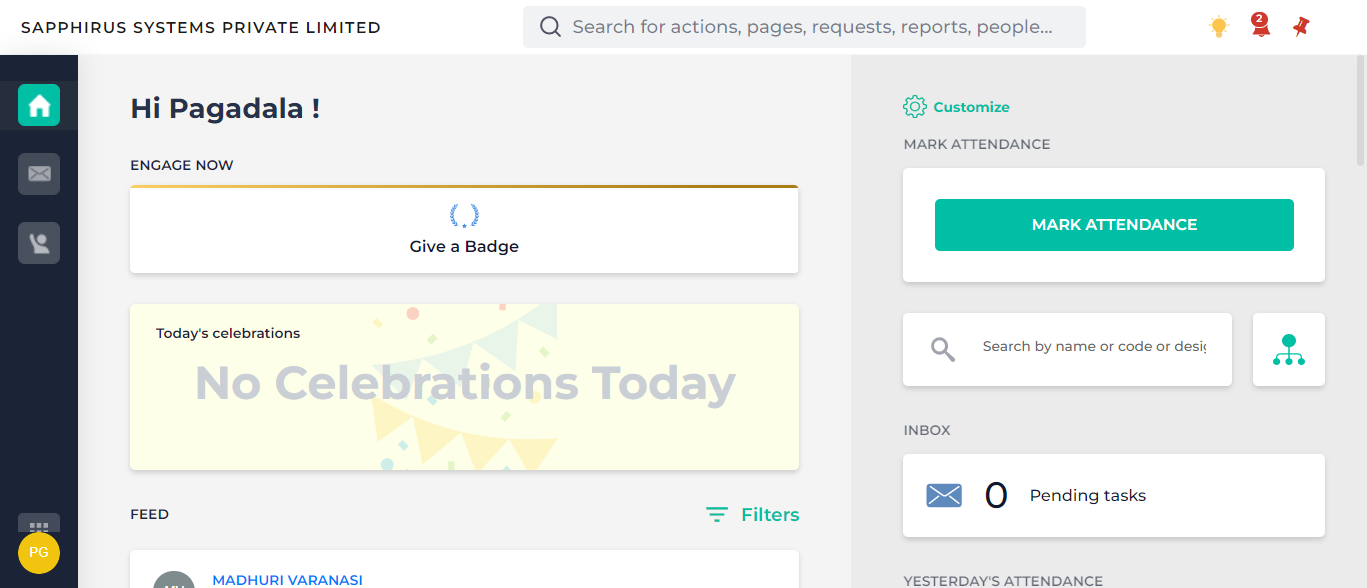 SAPPHIRUS SYSTEMS PRIVATE LIMITED
Search for actions, pages, requests, reports, people...
2
Hi Pagadala !
ENGAGE NOW
Give a Badge
Today's celebrations
No Celebrations Today
FEED
Filters
MADHURI VARANASI
PG
Customize
MARK ATTENDANCE
MARK ATTENDANCE
Search by name or code or desig
INBOX
0 Pending tasks
YESTERDAY'S ATTENDANCE